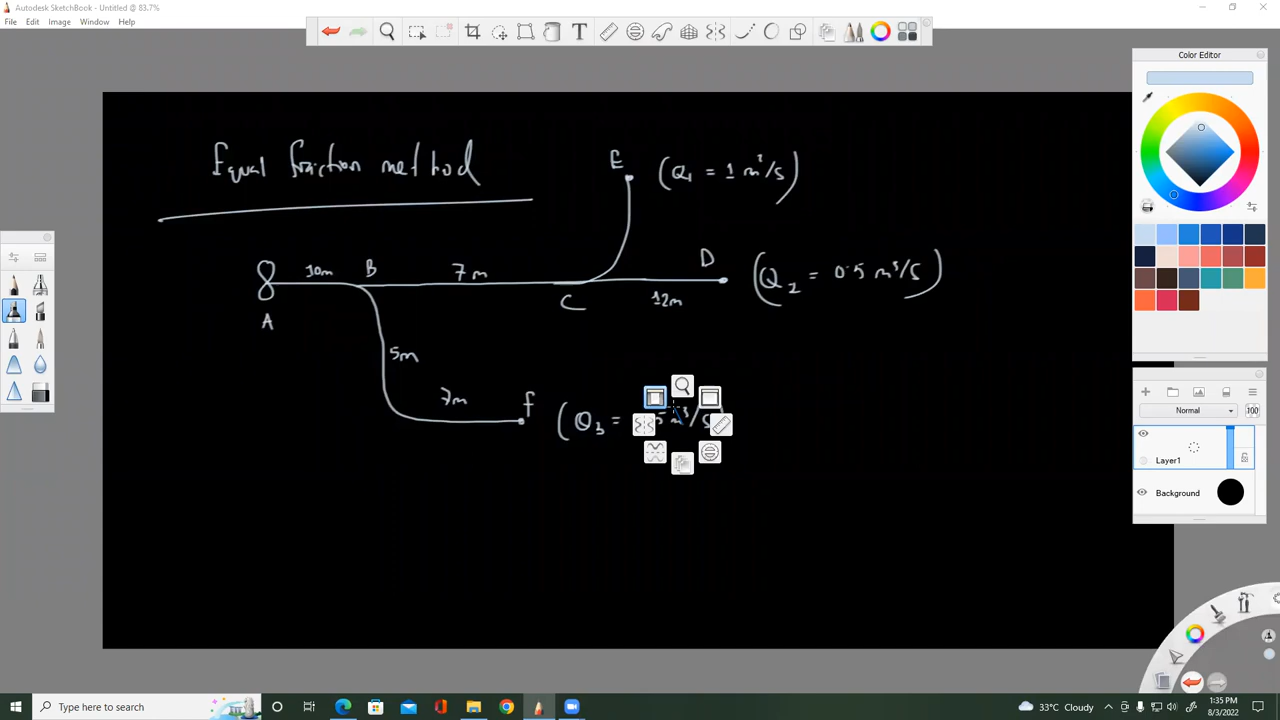 Autodesk SketchBook - Untitled @ 83.7%
File Edit Image Window Help
Color Editor
Equal friction method
E (Q1 = 1 m³/s)
10m B 7m D (Q2 = 0.5 m³/s)
A C 12m
5m
7m f (Q3 = 5 m³/s)
Normal 100
Layer1
Background
Type here to search
33°C Cloudy
1:35 PM
8/3/2022